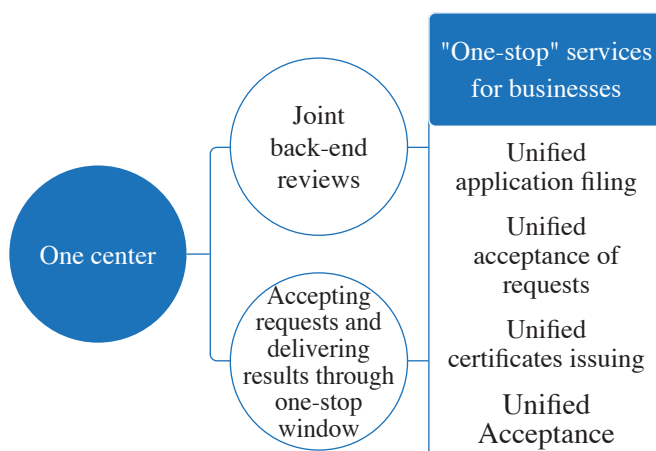 One center
Joint
back-end
reviews
Accepting
requests and
delivering
results through
one-stop
window
"One-stop" services
for businesses
Unified
application filing
Unified
acceptance of
requests
Unified
certificates issuing
Unified
Acceptance